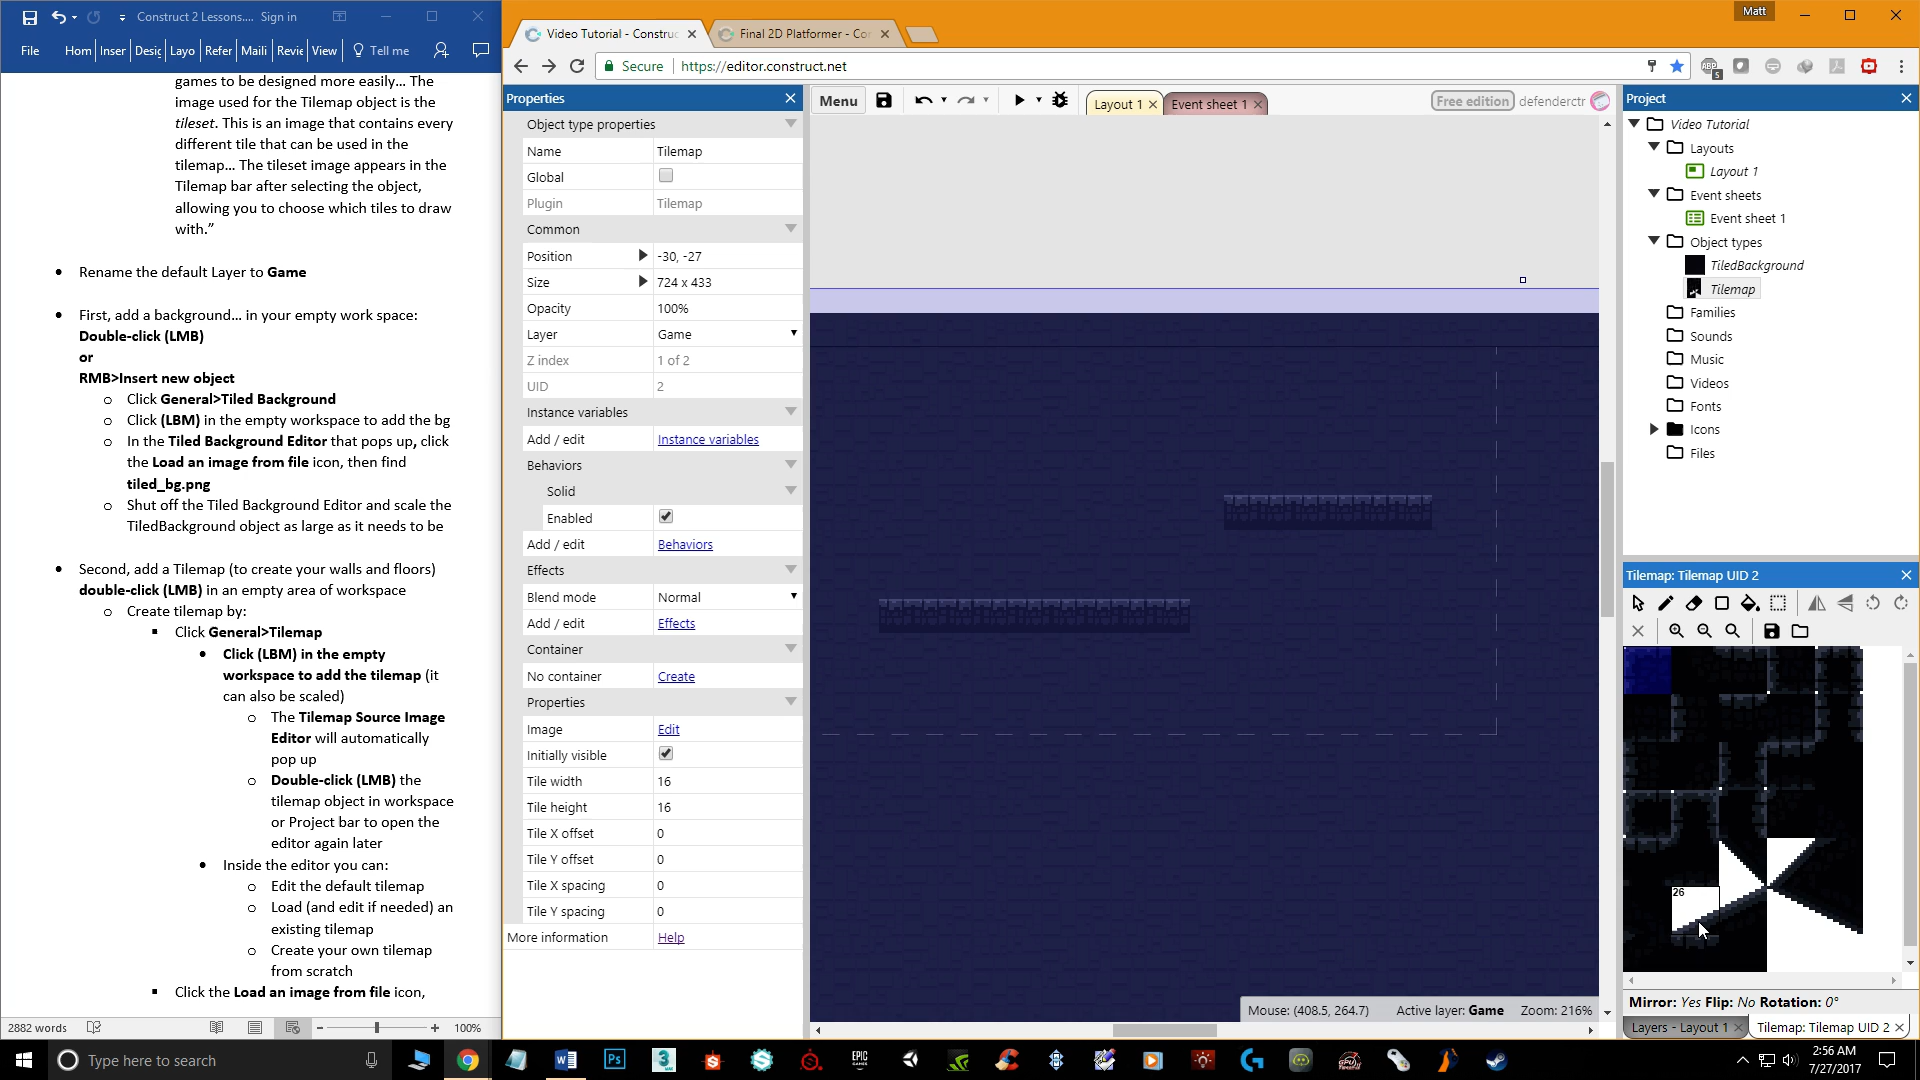 Construct 2 Lessons.... Sign in
File Hom Inser Desig Layo Refer Maili Revie View Tell me
games to be designed more easily... The
image used for the Tilemap object is the
tileset. This is an image that contains every
different tile that can be used in the
tilemap... The tileset image appears in the
Tilemap bar after selecting the object,
allowing you to choose which tiles to draw
with.”
• Rename the default Layer to Game
• First, add a background... in your empty work space:
Double-click (LMB)
or
RMB>Insert new object
o Click General>Tiled Background
o Click (LBM) in the empty workspace to add the bg
o In the Tiled Background Editor that pops up, click
the Load an image from file icon, then find
tiled_bg.png
o Shut off the Tiled Background Editor and scale the
TiledBackground object as large as it needs to be
• Second, add a Tilemap (to create your walls and floors)
double-click (LMB) in an empty area of workspace
o Create tilemap by:
▪ Click General>Tilemap
• Click (LBM) in the empty
workspace to add the tilemap (it
can also be scaled)
o The Tilemap Source Image
Editor will automatically
pop up
o Double-click (LMB) the
tilemap object in workspace
or Project bar to open the
editor again later
• Inside the editor you can:
o Edit the default tilemap
o Load (and edit if needed) an
existing tilemap
o Create your own tilemap
from scratch
▪ Click the Load an image from file icon,
2882 words 100%
Matt
Video Tutorial - Construc Final 2D Platformer - Co
Secure https://editor.construct.net
ABP 5
Properties
Object type properties
Name Tilemap
Global
Plugin Tilemap
Common
Position -30, -27
Size 724 x 433
Opacity 100%
Layer Game
Z index 1 of 2
UID 2
Instance variables
Add / edit Instance variables
Behaviors
Solid
Enabled
Add / edit Behaviors
Effects
Blend mode Normal
Add / edit Effects
Container
No container Create
Properties
Image Edit
Initially visible
Tile width 16
Tile height 16
Tile X offset 0
Tile Y offset 0
Tile X spacing 0
Tile Y spacing 0
More information Help
Menu Layout 1 Event sheet 1 Free edition defenderctr
Mouse: (408.5, 264.7) Active layer: Game Zoom: 216%
Project
Video Tutorial
Layouts
Layout 1
Event sheets
Event sheet 1
Object types
TiledBackground
Tilemap
Families
Sounds
Music
Videos
Fonts
Icons
Files
Tilemap: Tilemap UID 2
26
Mirror: Yes Flip: No Rotation: 0°
Layers - Layout 1 Tilemap: Tilemap UID 2
Type here to search
Ps 3 EPIC GAMES
2:56 AM
7/27/2017